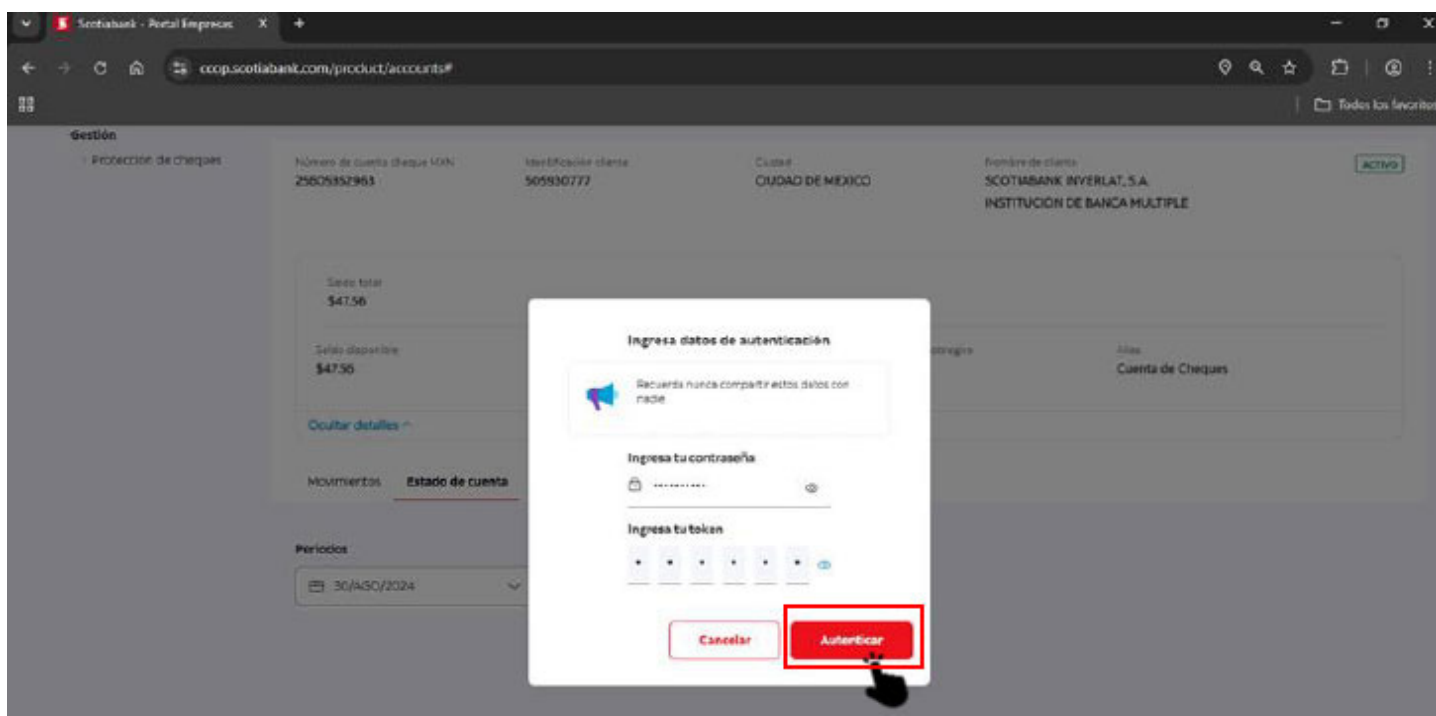 Scotiabank - Portal Empresas
ccop.scotiabank.com/product/accounts#
Todos los favoritos
Gestión
Protección de cheques
Número de cuenta cheque MXN
25605352963
Identificación cliente
505930777
Ciudad
CIUDAD DE MEXICO
Nombre de cliente
SCOTIABANK INVERLAT, S.A.
INSTITUCION DE BANCA MULTIPLE
ACTIVO
Saldo total
$47.56
Saldo disponible
$47.56
Alias
Cuenta de Cheques
Ocultar detalles
Movimientos Estado de cuenta
Periodos
30/AGO/2024
Ingresa datos de autenticación
Recuerda nunca compartir estos datos con
nadie
Ingresa tu contraseña
Ingresa tu token
Cancelar
Autenticar